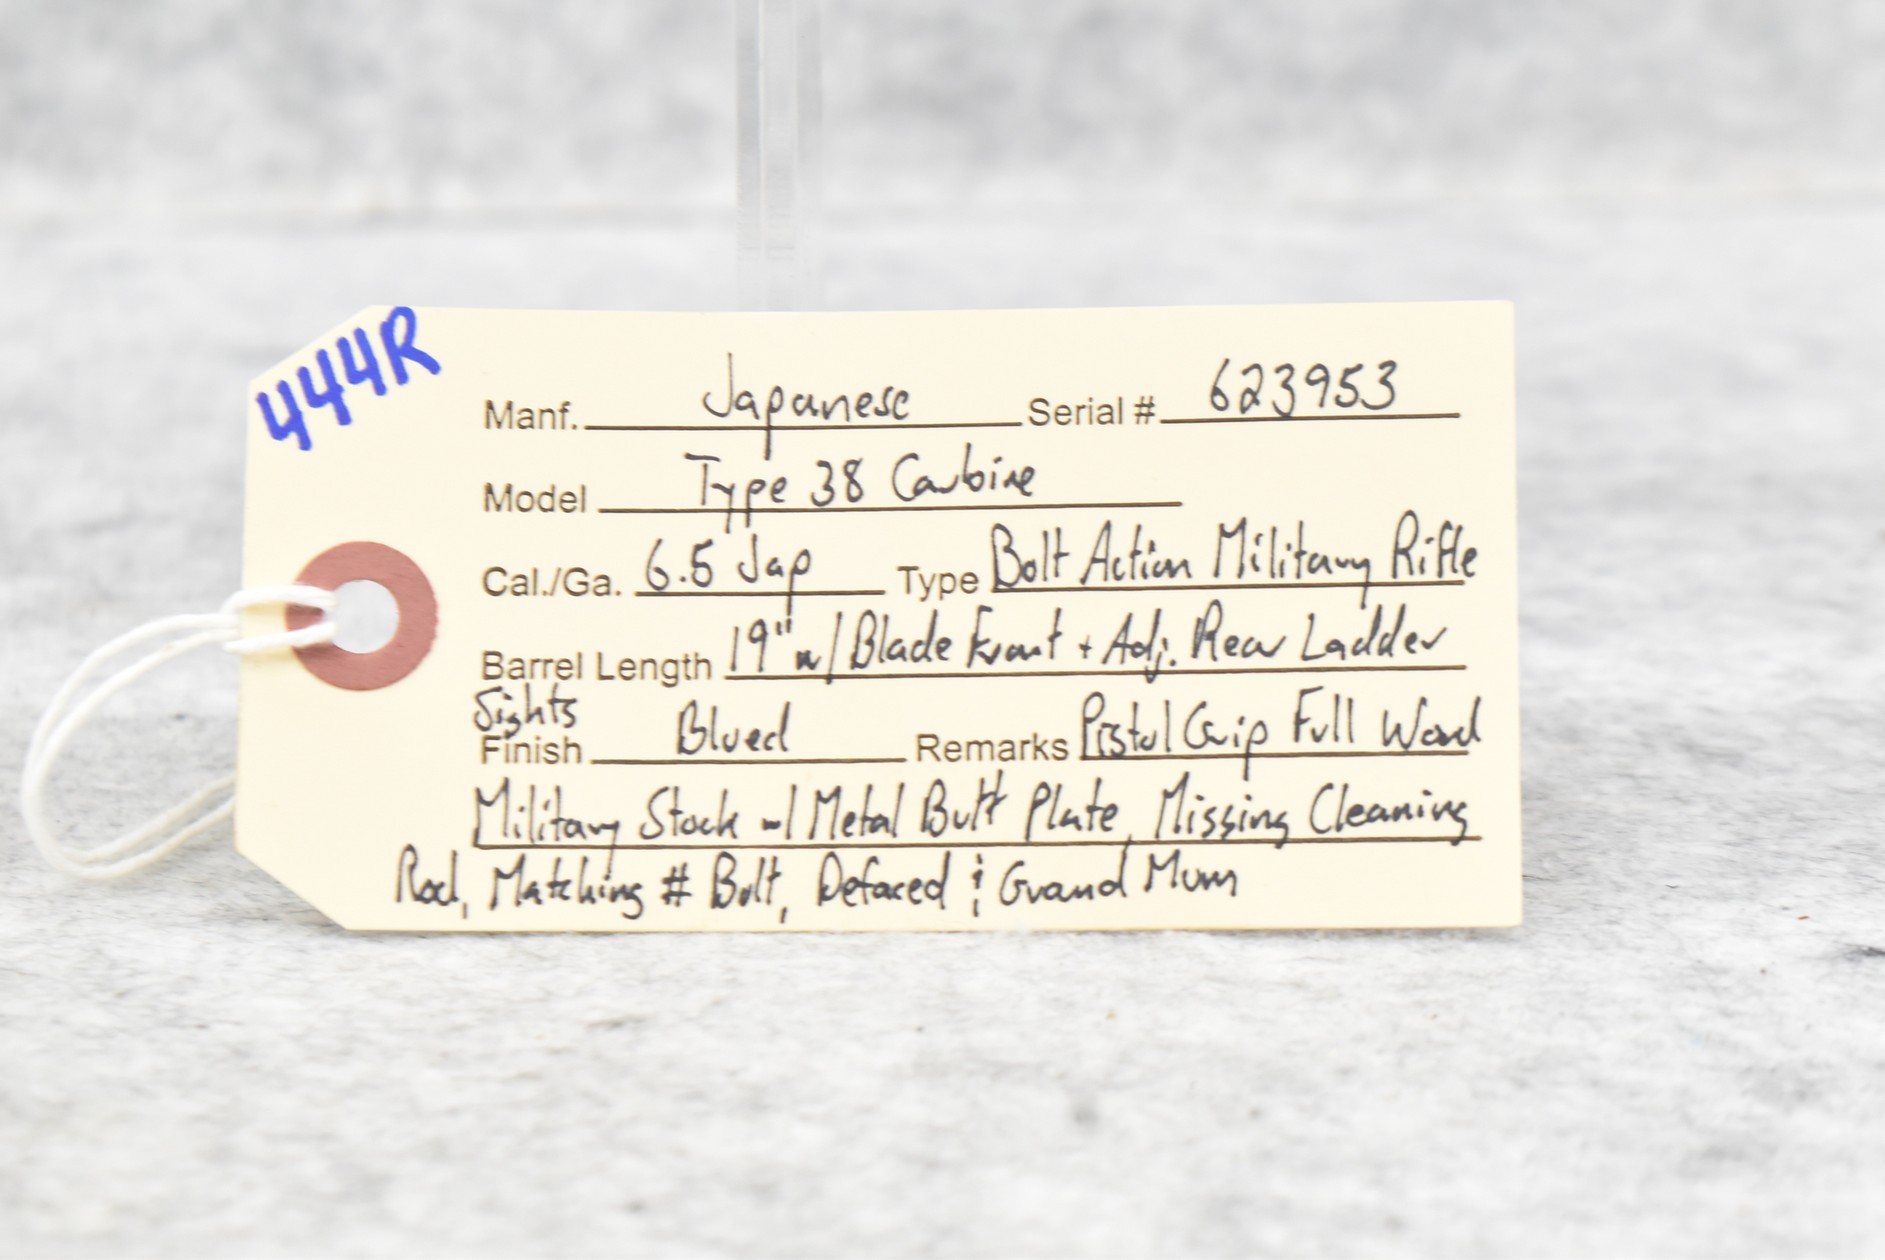 444R
Manf. Japanese Serial # 623953
Model Type 38 Carbine
Cal./Ga. 6.5 Jap Type Bolt Action Military Rifle
Barrel Length 19" w/ Blade Front + Adj. Rear Ladder
Sights
Finish Blued Remarks Pistol Grip Full Wood
Military Stock w/ Metal Butt Plate, Missing Cleaning
Rod, Matching # Bolt, Defaced & Grand Mum